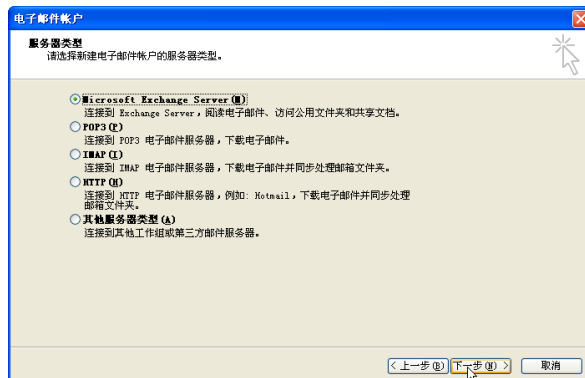 电子邮件帐户
服务器类型
请选择新建电子邮件帐户的服务器类型。
Microsoft Exchange Server(M)
连接到 Exchange Server，阅读电子邮件、访问公用文件夹和共享文档。
POP3(P)
连接到 POP3 电子邮件服务器，下载电子邮件。
IMAP(I)
连接到 IMAP 电子邮件服务器，下载电子邮件并同步处理邮箱文件夹。
HTTP(H)
连接到 HTTP 电子邮件服务器，例如: Hotmail，下载电子邮件并同步处理
邮箱文件夹。
其他服务器类型(A)
连接到其他工作组或第三方邮件服务器。
< 上一步(B) 下一步(N) > 取消